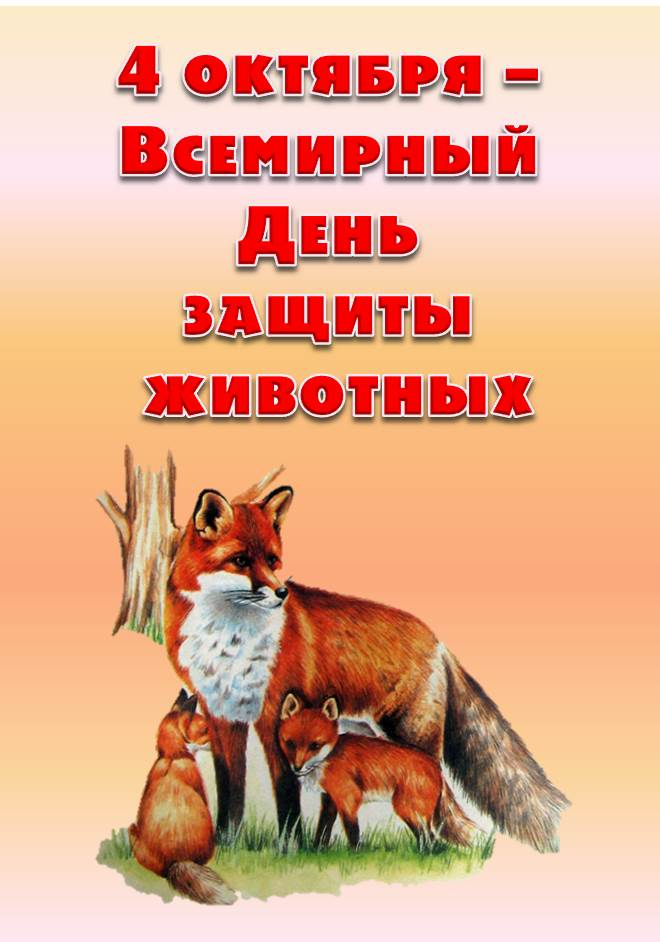 4 октября –
Всемирный
День
защиты
животных